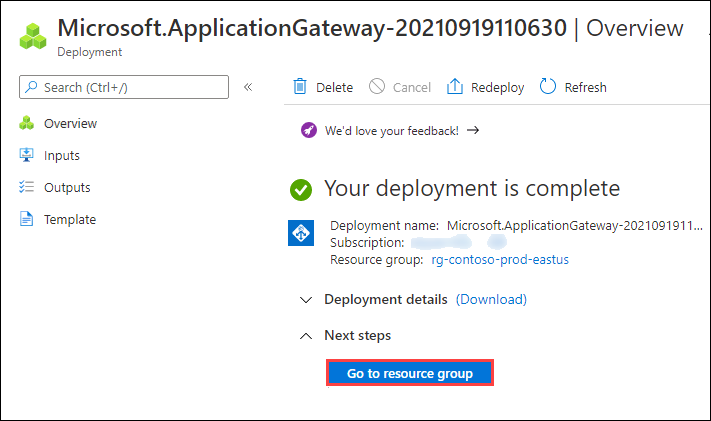 Microsoft.ApplicationGateway-20210919110630 | Overview
Deployment
Search (Ctrl+/)
«
Overview
Inputs
Outputs
Template
Delete
Cancel
Redeploy
Refresh
We'd love your feedback! →
Your deployment is complete
Deployment name: Microsoft.ApplicationGateway-2021091911...
Subscription:
Resource group: rg-contoso-prod-eastus
Deployment details (Download)
Next steps
Go to resource group